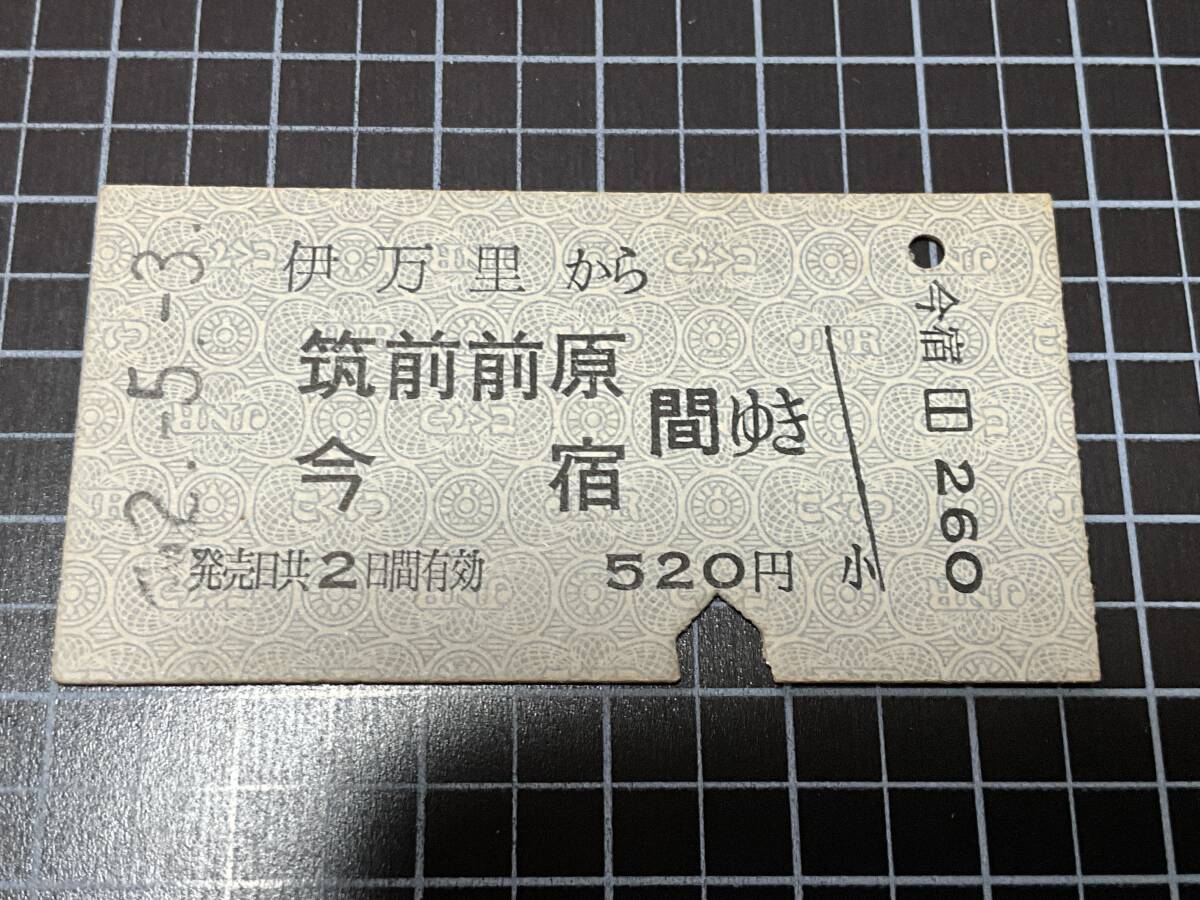 伊万里から
筑前前原
今宿
間ゆき
発売日共2日間有効
520円
小
今宿
260
2.-5.-3.